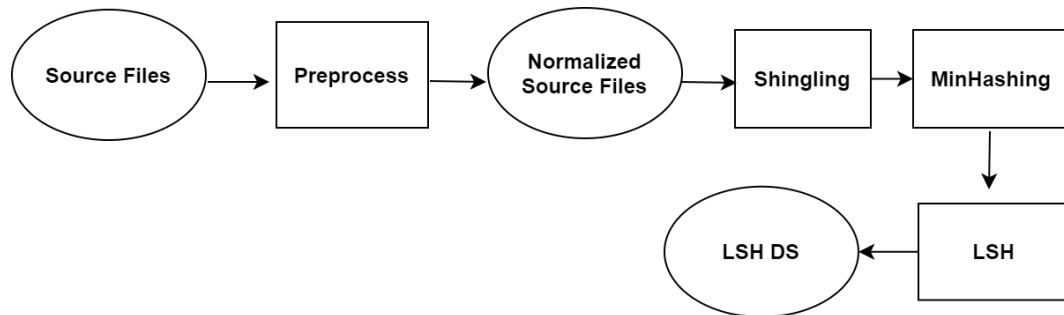 Source Files
Preprocess
Normalized
Source Files
Shingling
MinHashing
LSH DS
LSH